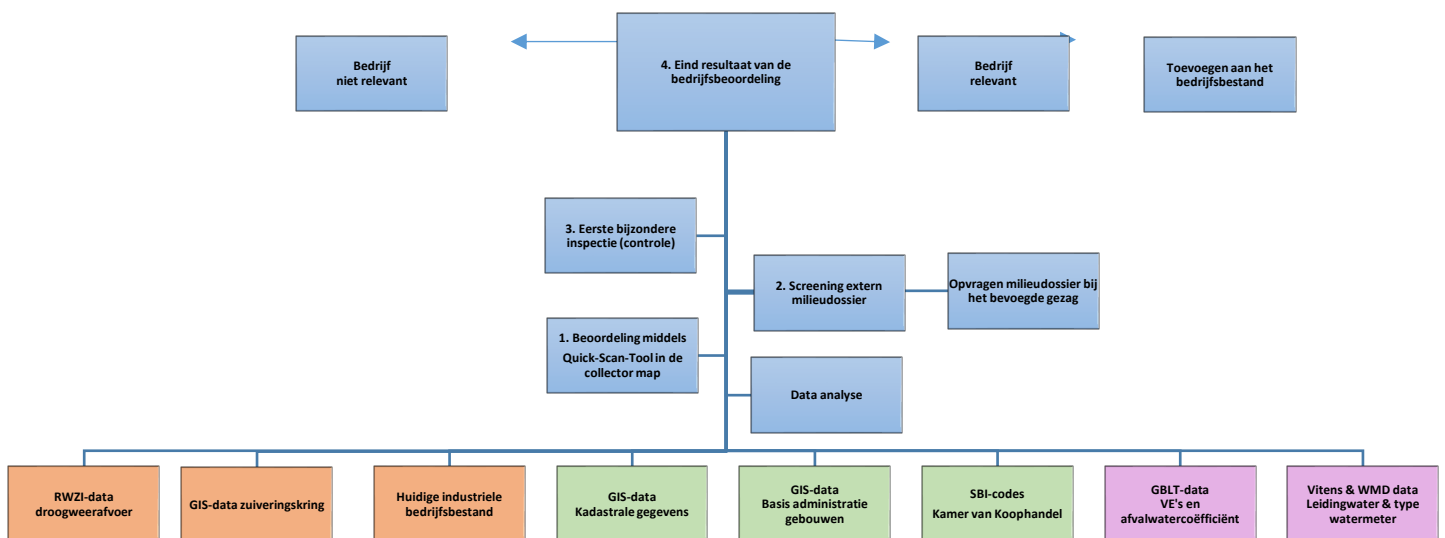 Bedrijf
niet relevant
4. Eind resultaat van de
bedrijfsbeoordeling
Bedrijf
relevant
Toevoegen aan het
bedrijfsbestand
3. Eerste bijzondere
inspectie (controle)
2. Screening extern
milieudossier
Opvragen milieudossier bij
het bevoegde gezag
1. Beoordeling middels
Quick-Scan-Tool in de
collector map
Data analyse
RWZI-data
droogweerafvoer
GIS-data zuiveringskring
Huidige industriele
bedrijfsbestand
GIS-data
Kadastrale gegevens
GIS-data
Basis administratie
gebouwen
SBI-codes
Kamer van Koophandel
GBLT-data
VE's en
afvalwatercoëfficiënt
Vitens & WMD data
Leidingwater & type
watermeter